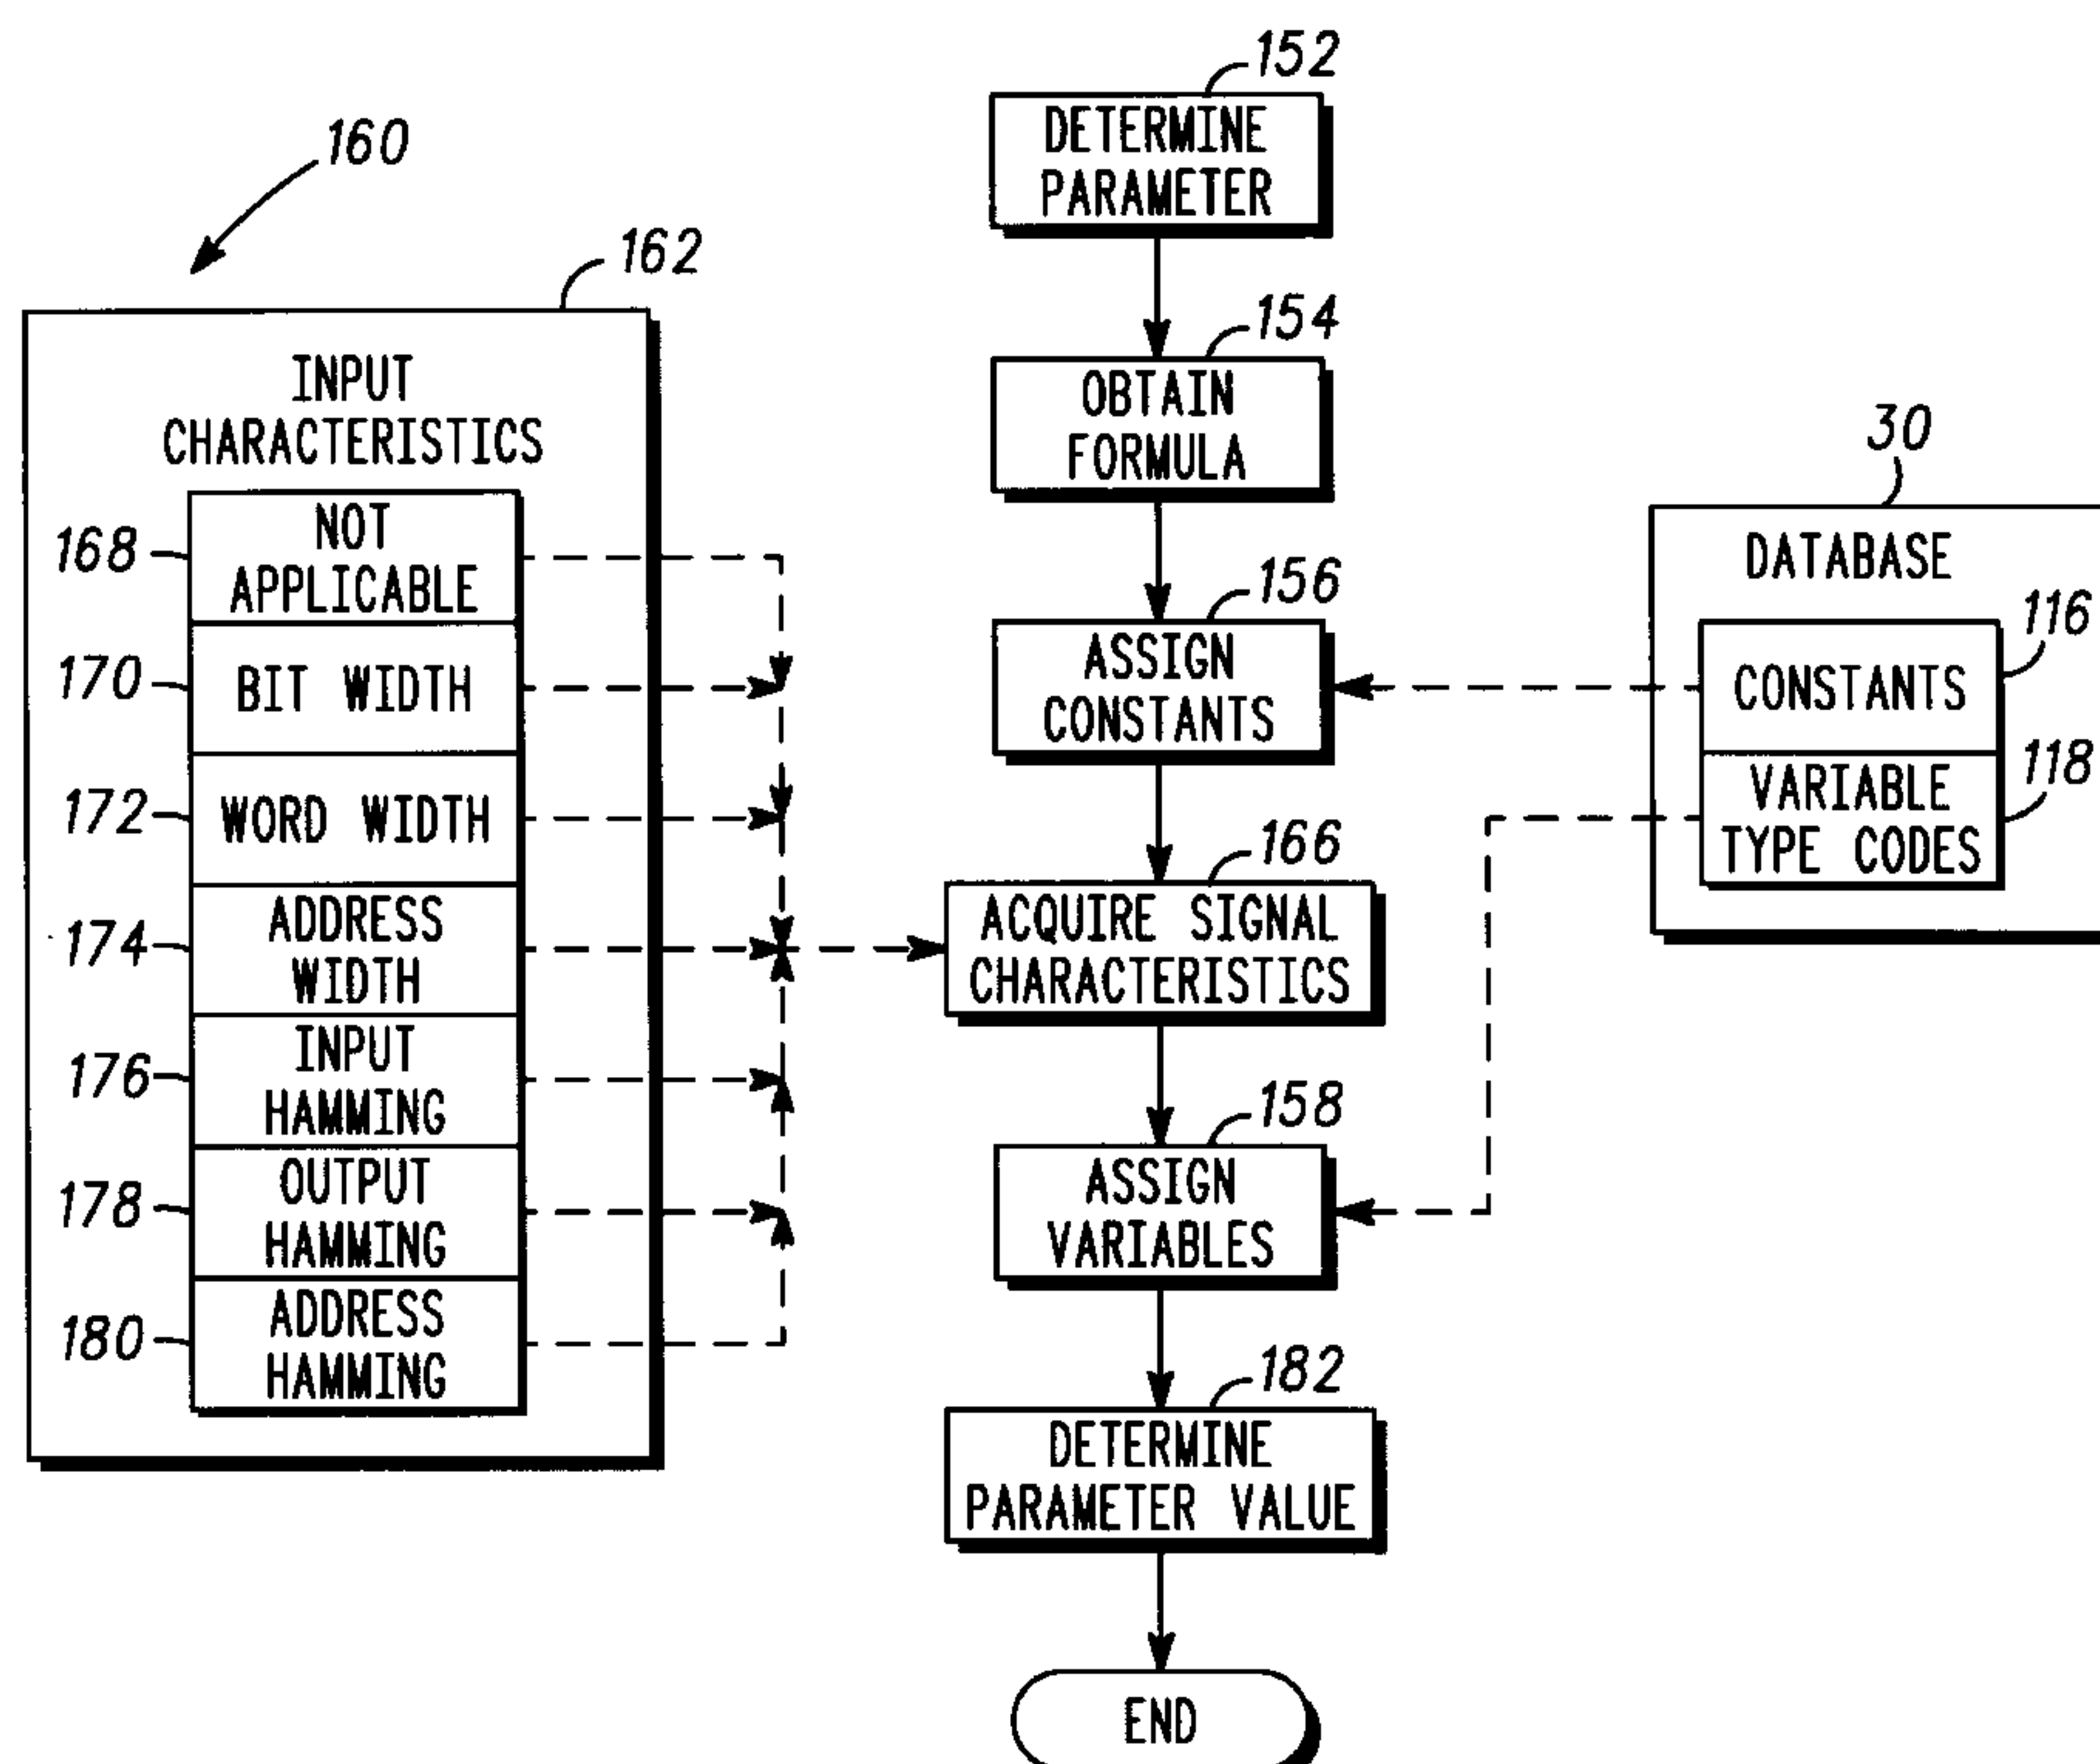 152
DETERMINE
PARAMETER
160
162
154
INPUT
CHARACTERISTICS
OBTAIN
FORMULA
30
DATABASE
168
NOT
APPLICABLE
156
ASSIGN
CONSTANTS
116
CONSTANTS
170
BIT WIDTH
118
VARIABLE
TYPE CODES
172
WORD WIDTH
166
ACQUIRE SIGNAL
CHARACTERISTICS
174
ADDRESS
WIDTH
176
INPUT
HAMMING
158
ASSIGN
VARIABLES
178
OUTPUT
HAMMING
180
ADDRESS
HAMMING
182
DETERMINE
PARAMETER VALUE
END